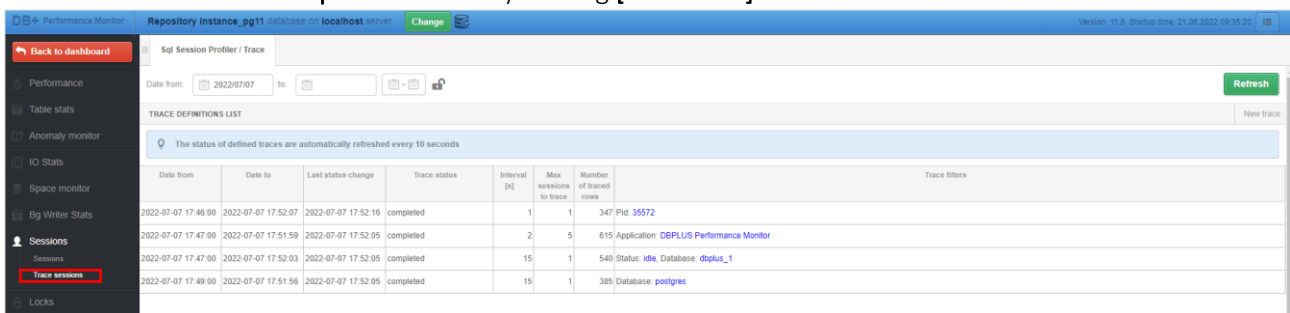 DB+ Performance Monitor Repository Instance_pg11 database on localhost server Change Version: 11.8 Startup time: 21.08.2022 09:35:20
Back to dashboard Sql Session Profiler / Trace
Performance Date from: 2022/07/07 to: - Refresh
Table stats TRACE DEFINITIONS LIST New trace
Anomaly monitor The status of defined traces are automatically refreshed every 10 seconds
IO Stats
Date from Date to Last status change Trace status Interval [s] Max sessions to trace Number of traced rows Trace filters
Space monitor
2022-07-07 17:46:00 2022-07-07 17:52:07 2022-07-07 17:52:16 completed 1 1 347 Pid: 35572
Bg Writer Stats
2022-07-07 17:47:00 2022-07-07 17:51:59 2022-07-07 17:52:05 completed 2 5 615 Application: DBPLUS Performance Monitor
Sessions
Sessions 2022-07-07 17:47:00 2022-07-07 17:52:03 2022-07-07 17:52:05 completed 15 1 540 Status: idle, Database: dbplus_1
Trace sessions
2022-07-07 17:49:00 2022-07-07 17:51:56 2022-07-07 17:52:05 completed 15 1 385 Database: postgres
Locks